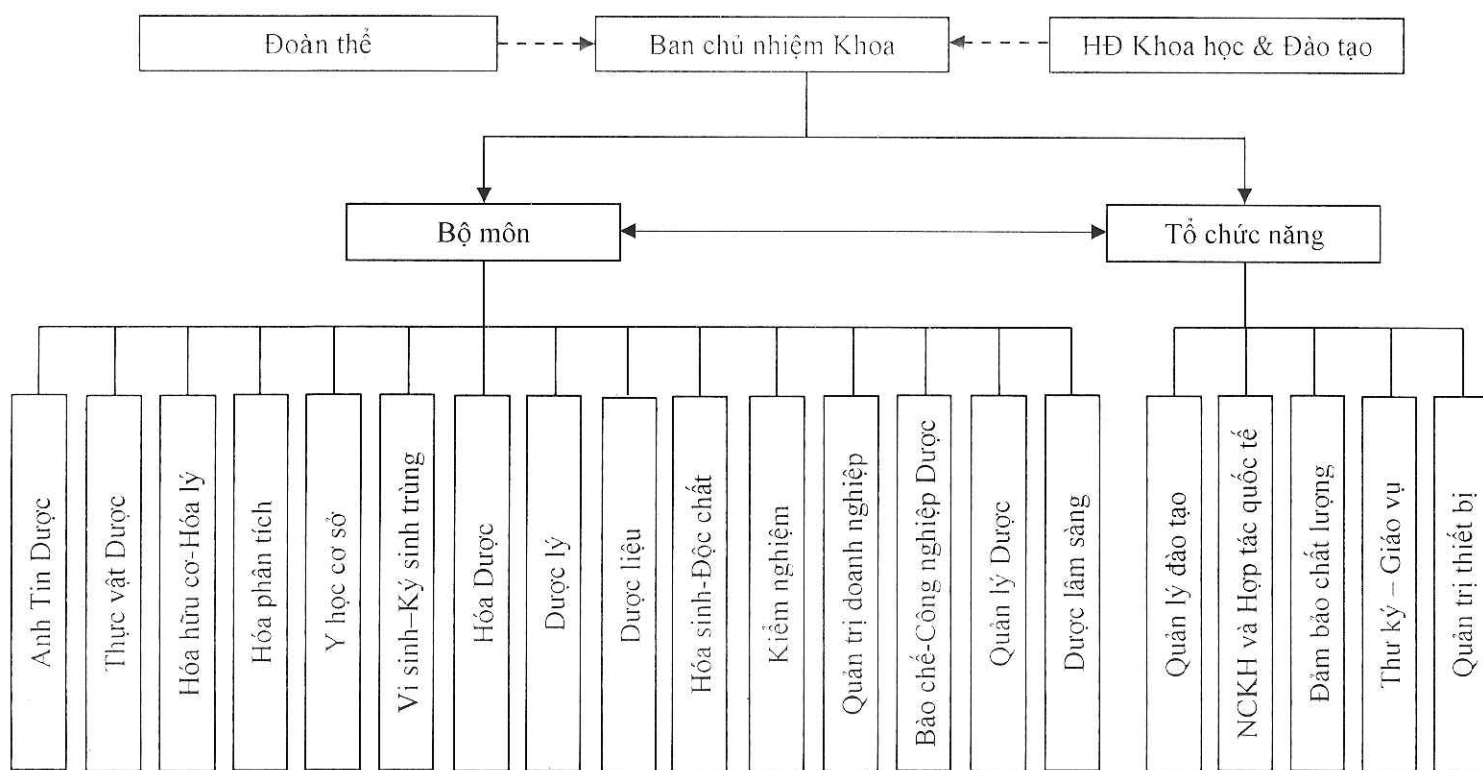 Đoàn thể
Ban chủ nhiệm Khoa
HĐ Khoa học & Đào tạo
Bộ môn
Tổ chức năng
Anh Tin Dược
Thực vật Dược
Hóa hữu cơ-Hóa lý
Hóa phân tích
Y học cơ sở
Vi sinh–Ký sinh trùng
Hóa Dược
Dược lý
Dược liệu
Hóa sinh-Độc chất
Kiểm nghiệm
Quản trị doanh nghiệp
Bào chế-Công nghiệp Dược
Quản lý Dược
Dược lâm sàng
Quản lý đào tạo
NCKH và Hợp tác quốc tế
Đảm bảo chất lượng
Thư ký – Giáo vụ
Quản trị thiết bị